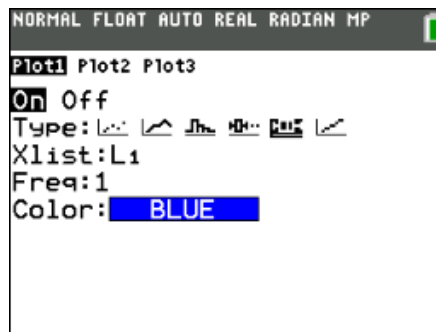 NORMAL FLOAT AUTO REAL RADIAN MP
Plot1 Plot2 Plot3
On Off
Type:
Xlist:L₁
Freq:1
Color: BLUE